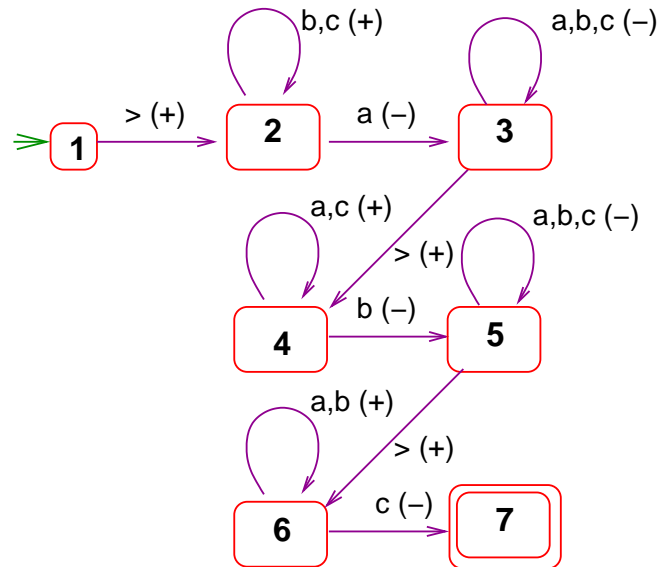 b,c (+)
a,b,c (–)
> (+)
1
2
a (–)
3
a,c (+)
a,b,c (–)
> (+)
4
b (–)
5
a,b (+)
> (+)
6
c (–)
7